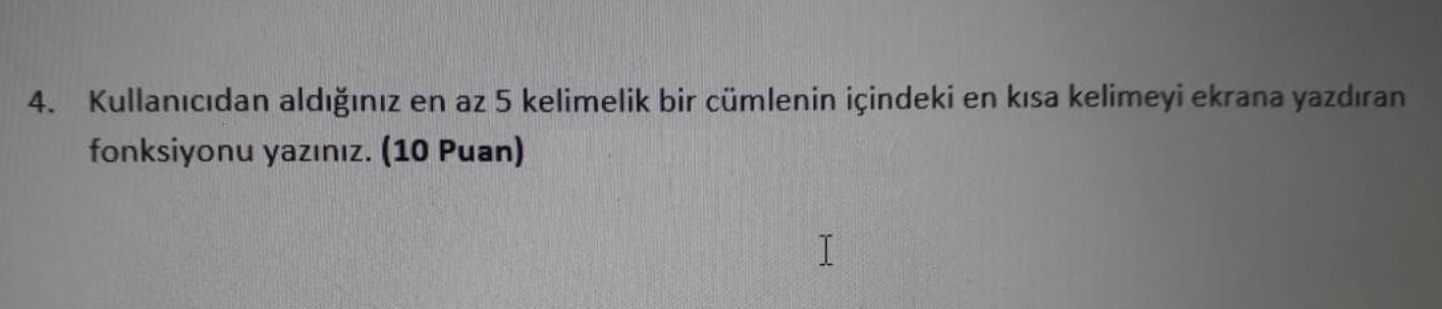 4. Kullanıcıdan aldığınız en az 5 kelimelik bir cümlenin içindeki en kısa kelimeyi ekrana yazdıran
fonksiyonu yazınız. (10 Puan)